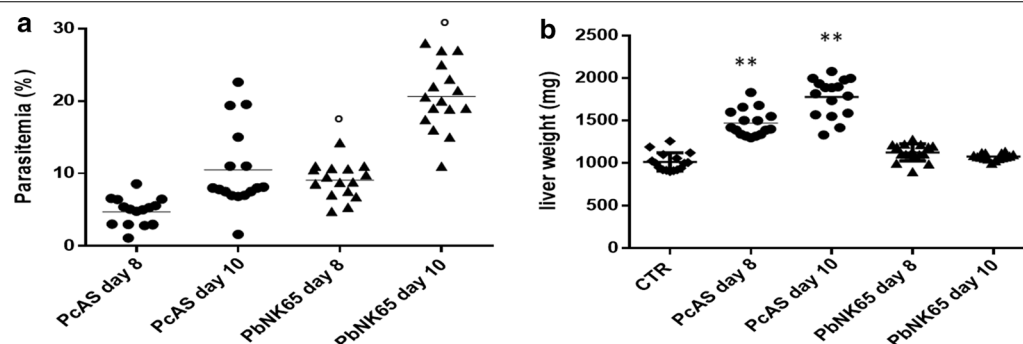 a
Parasitemia (%)
30
20
10
0
PcAS day 8
PcAS day 10
PbNK65 day 8
PbNK65 day 10
b
liver weight (mg)
2500
2000
1500
1000
500
0
**
**
CTR
PcAS day 8
PcAS day 10
PbNK65 day 8
PbNK65 day 10